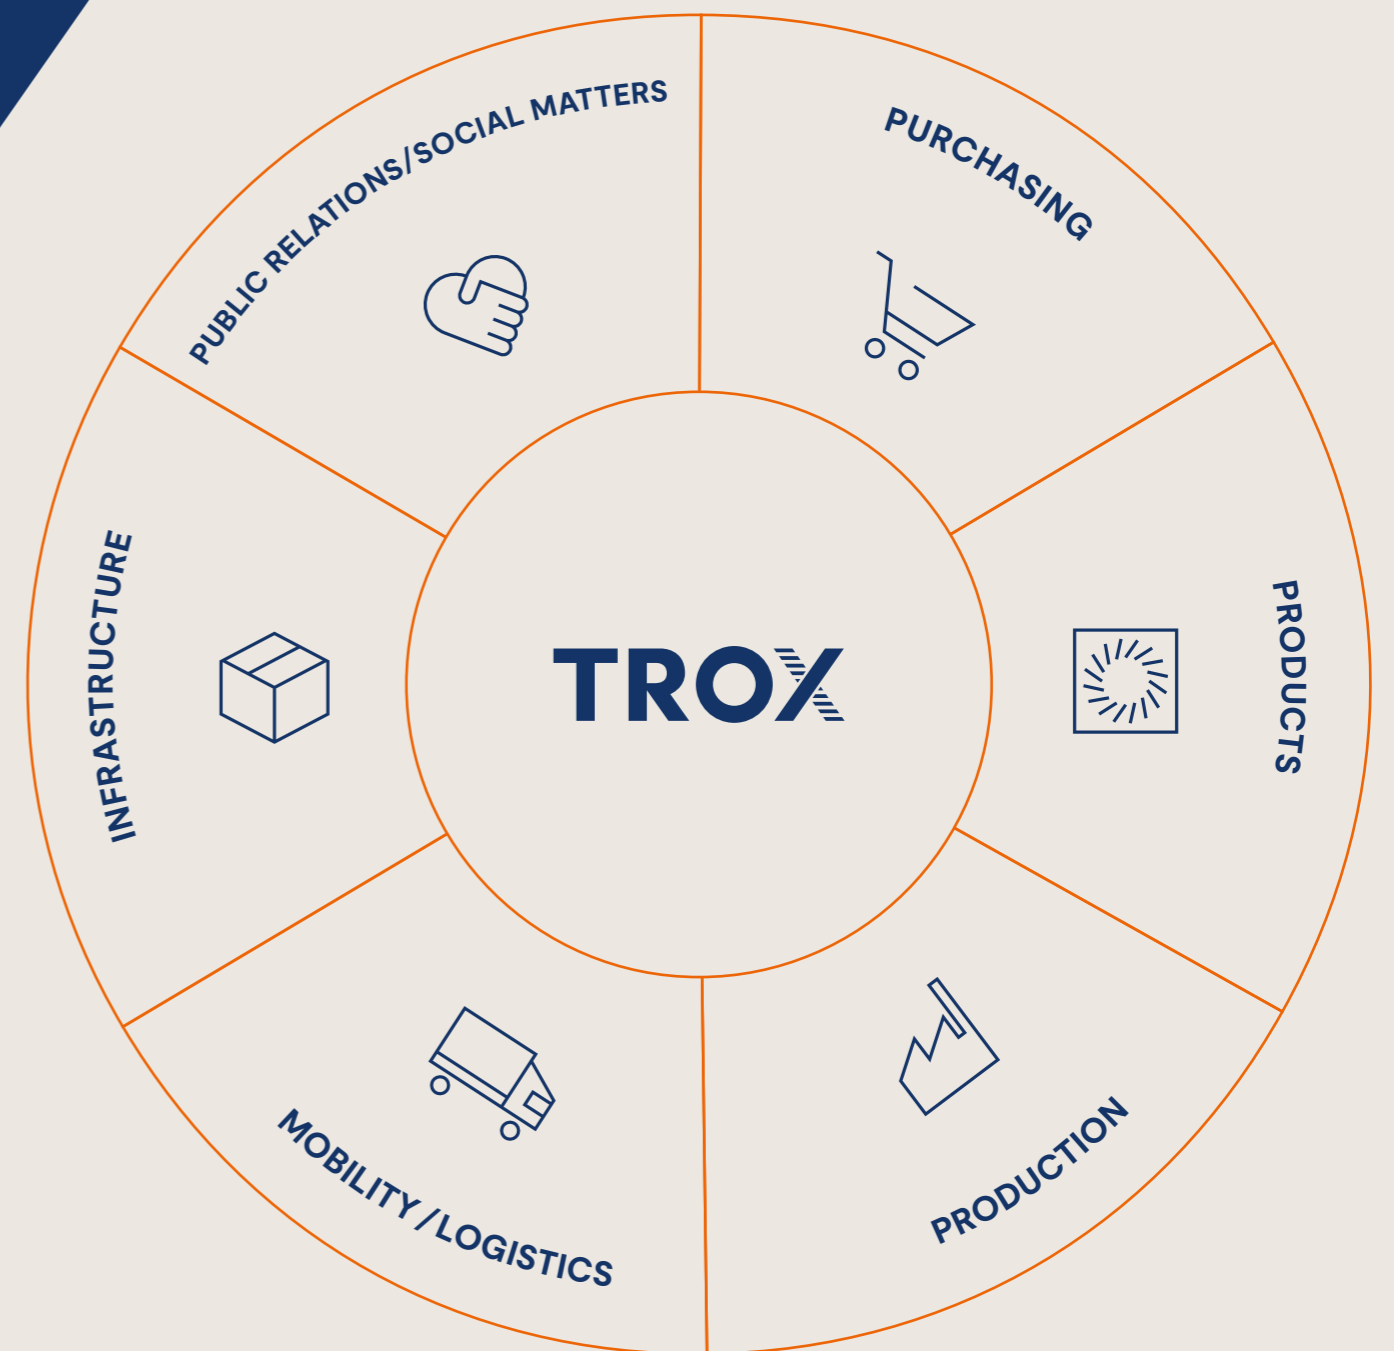 PUBLIC RELATIONS/SOCIAL MATTERS
PURCHASING
INFRASTRUCTURE
TROX
PRODUCTS
MOBILITY/LOGISTICS
PRODUCTION